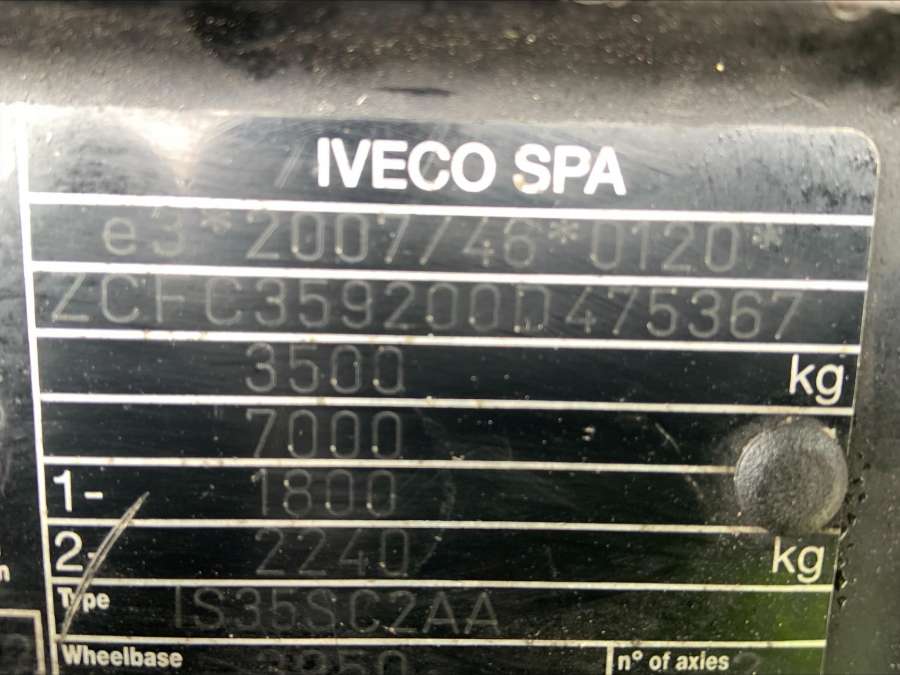 IVECO SPA
e3*2007/46*0120*
ZCFC359200D475367
3500 kg
7000
1- 1800
2- 2240 kg
Type IS35SC2AA
Wheelbase n° of axies